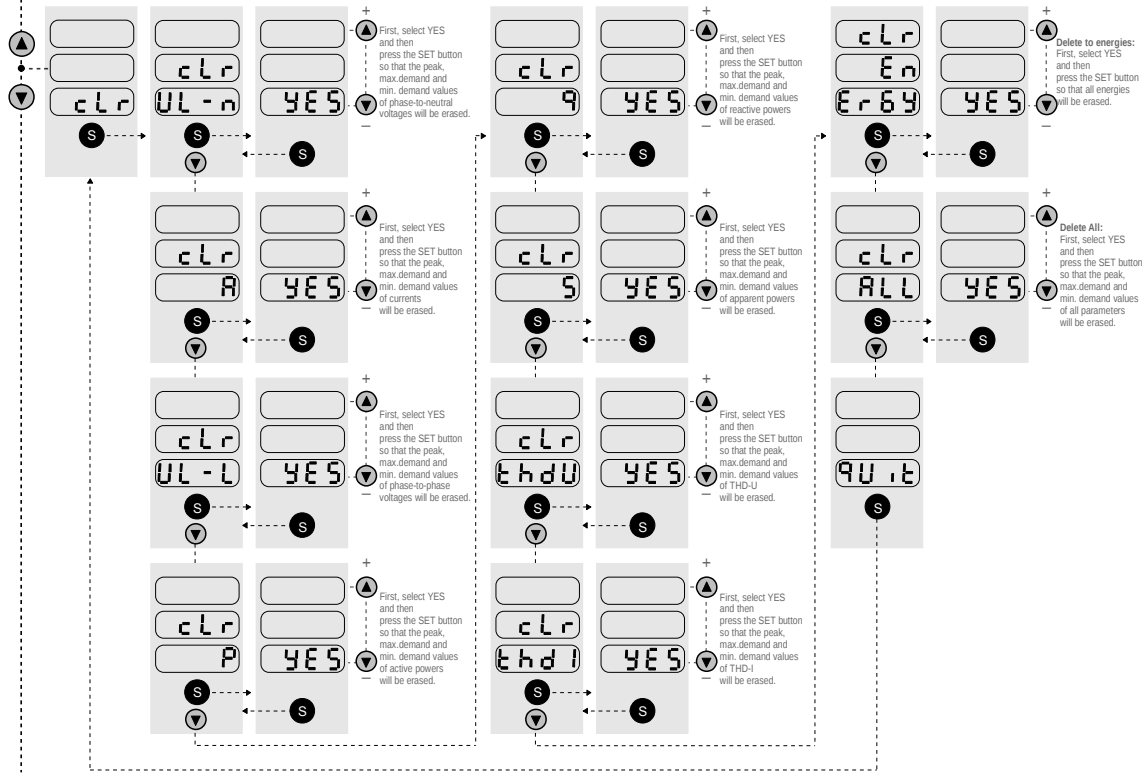 cLr
S
cLr
UL-n
S
YES
S
+
First, select YES
and then
press the SET button
so that the peak,
max.demand and
min. demand values
of phase-to-neutral
voltages will be erased.
–
cLr
A
S
YES
S
+
First, select YES
and then
press the SET button
so that the peak,
max.demand and
min. demand values
of currents
will be erased.
–
cLr
UL-L
S
YES
S
+
First, select YES
and then
press the SET button
so that the peak,
max.demand and
min. demand values
of phase-to-phase
voltages will be erased.
–
cLr
P
S
YES
S
+
First, select YES
and then
press the SET button
so that the peak,
max.demand and
min. demand values
of active powers
will be erased.
–
cLr
q
S
YES
S
+
First, select YES
and then
press the SET button
so that the peak,
max.demand and
min. demand values
of reactive powers
will be erased.
–
cLr
S
S
YES
S
+
First, select YES
and then
press the SET button
so that the peak,
max.demand and
min. demand values
of apparent powers
will be erased.
–
cLr
thdU
S
YES
S
+
First, select YES
and then
press the SET button
so that the peak,
max.demand and
min. demand values
of THD-U
will be erased.
–
cLr
thdI
S
YES
S
+
First, select YES
and then
press the SET button
so that the peak,
max.demand and
min. demand values
of THD-I
will be erased.
–
cLr
En
Er6y
S
YES
S
+
Delete to energies:
First, select YES
and then
press the SET button
so that all energies
will be erased.
–
cLr
ALL
S
YES
S
+
Delete All:
First, select YES
and then
press the SET button
so that the peak,
max.demand and
min. demand values
of all parameters
will be erased.
–
qUit
S